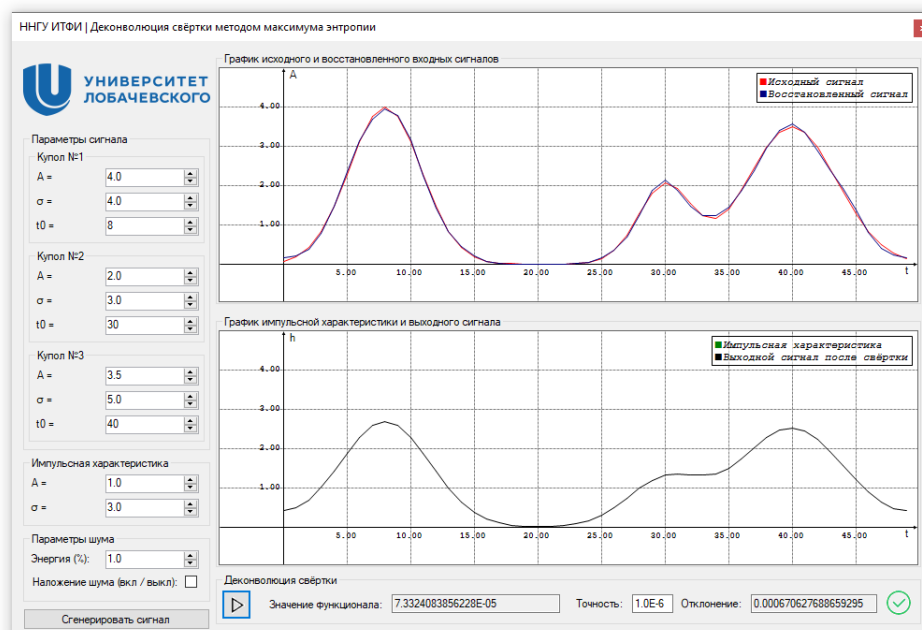 ННГУ ИТФИ | Деконволюция свёртки методом максимума энтропии
УНИВЕРСИТЕТ
ЛОБАЧЕВСКОГО
Параметры сигнала
Купол №1
A =
4.0
σ =
4.0
t0 =
8
Купол №2
A =
2.0
σ =
3.0
t0 =
30
Купол №3
A =
3.5
σ =
5.0
t0 =
40
Импульсная характеристика
A =
1.0
σ =
3.0
Параметры шума
Энергия (%):
1.0
Наложение шума (вкл / выкл):
Сгенерировать сигнал
График исходного и восстановленного входных сигналов
A
Исходный сигнал
Восстановленный сигнал
4.00
3.00
2.00
1.00
5.00 10.00 15.00 20.00 25.00 30.00 35.00 40.00 45.00
t
График импульсной характеристики и выходного сигнала
h
Импульсная характеристика
Выходной сигнал после свёртки
4.00
3.00
2.00
1.00
5.00 10.00 15.00 20.00 25.00 30.00 35.00 40.00 45.00
t
Деконволюция свёртки
Значение функционала: 7.3324083856228E-05 Точность: 1.0E-6 Отклонение: 0.000670627688659295